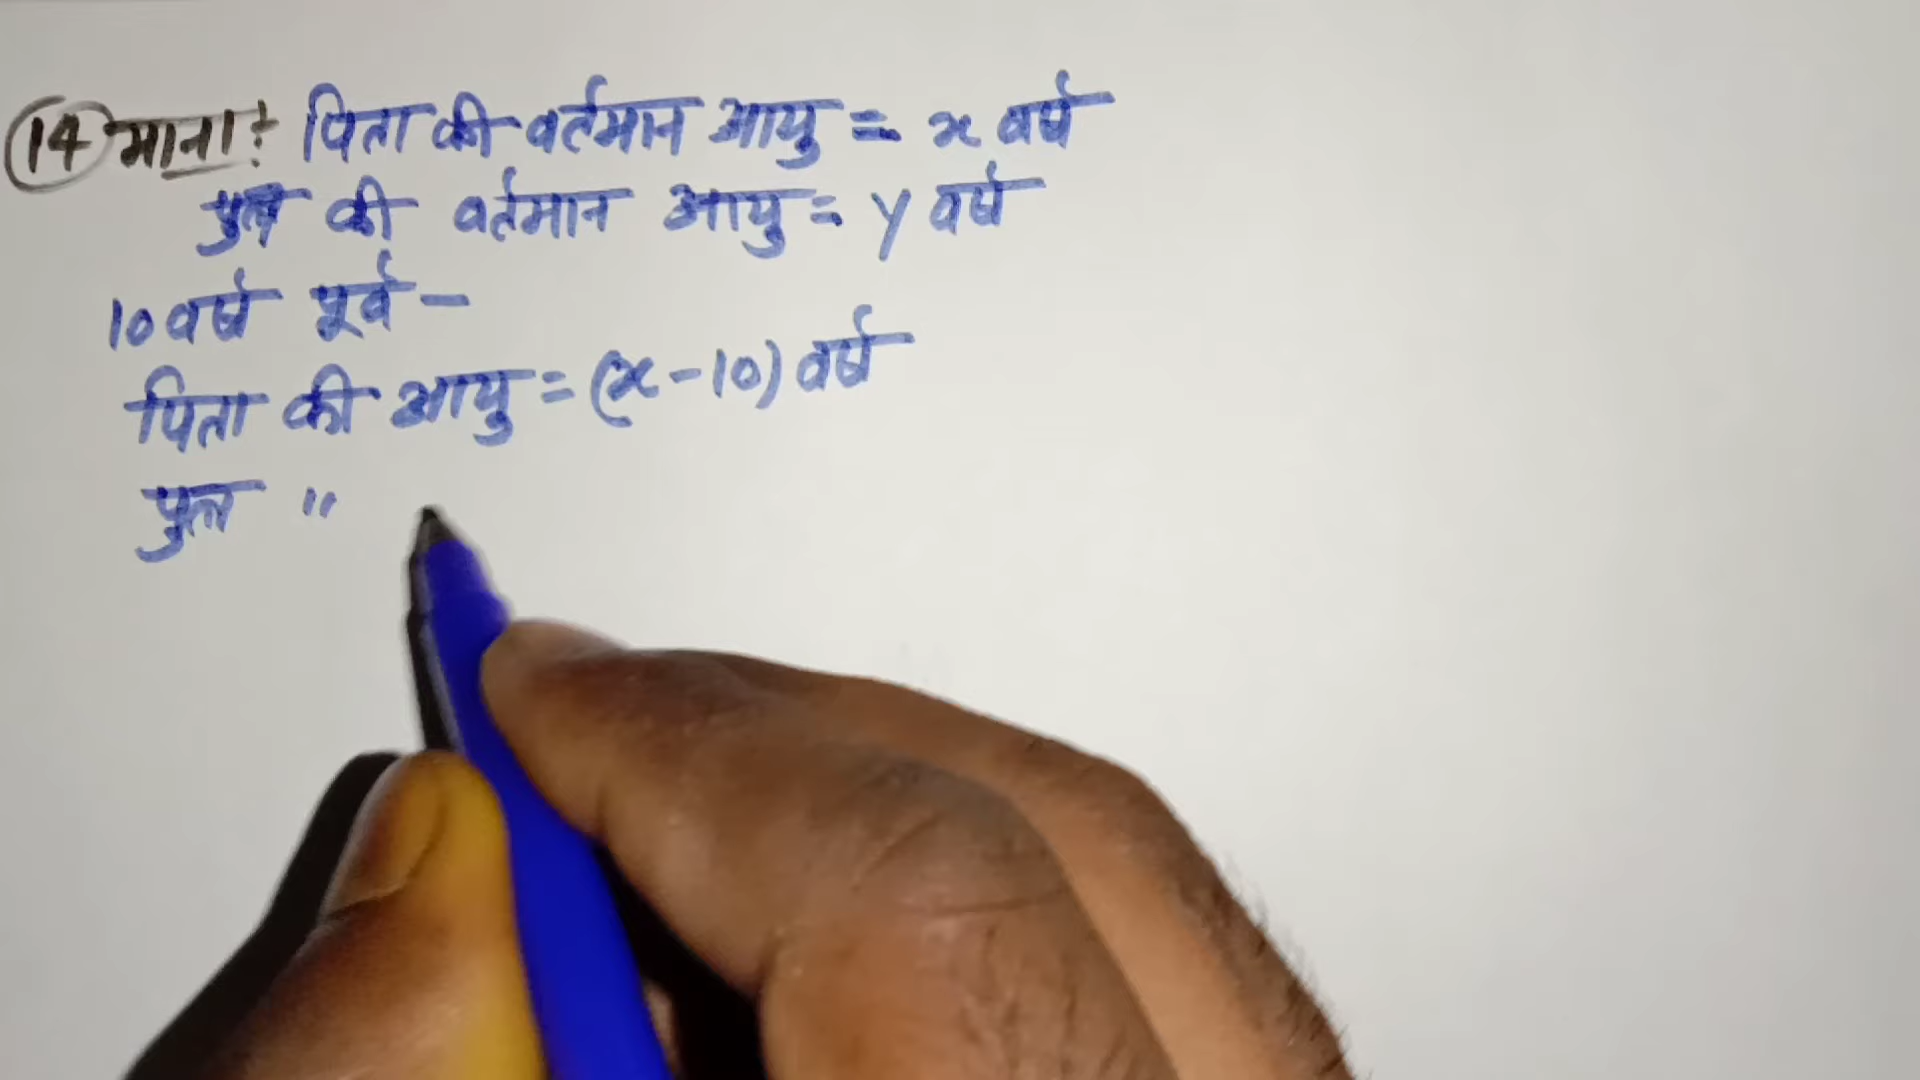 14 माना: पिता की वर्तमान आयु = x वर्ष
पुत्र की वर्तमान आयु = y वर्ष
10 वर्ष पूर्व -
पिता की आयु = (x-10) वर्ष
पुत्र "